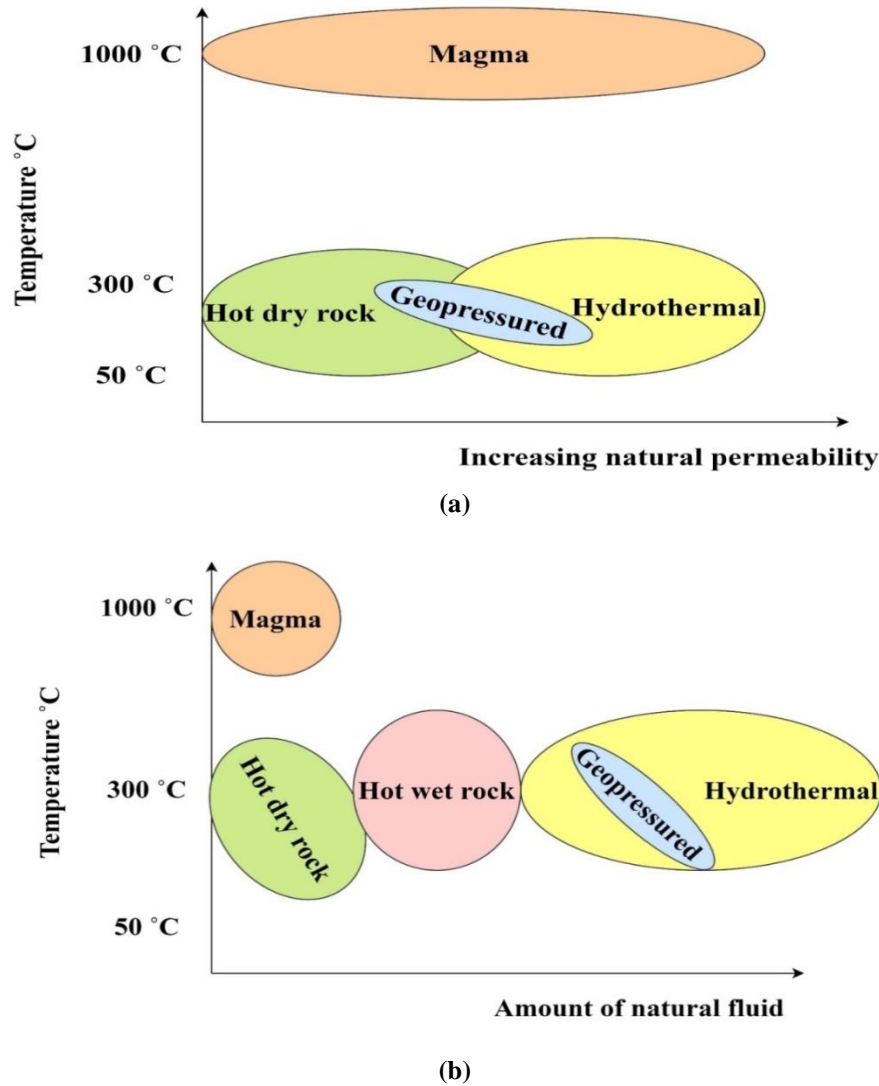 1000 ˚C
Magma
Temperature ˚C
300 ˚C
Hot dry rock
Geopressured
Hydrothermal
50 ˚C
Increasing natural permeability
(a)
1000 ˚C
Magma
Temperature ˚C
300 ˚C
Hot dry rock
Hot wet rock
Geopressured
Hydrothermal
50 ˚C
Amount of natural fluid
(b)